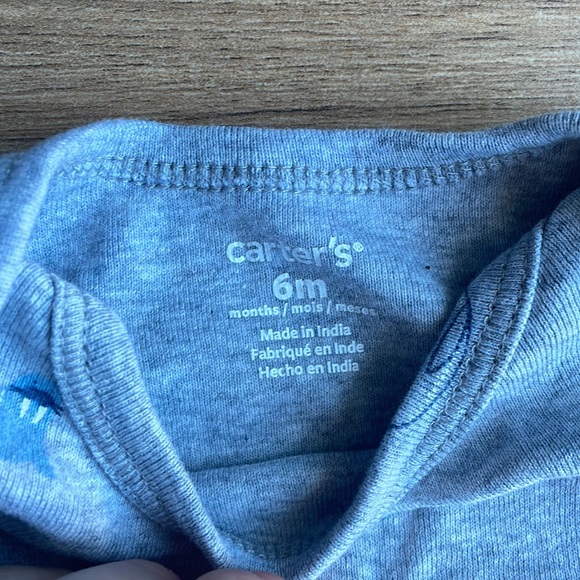 carter's®
6m
months / mois / meses
Made in India
Fabriqué en Inde
Hecho en India